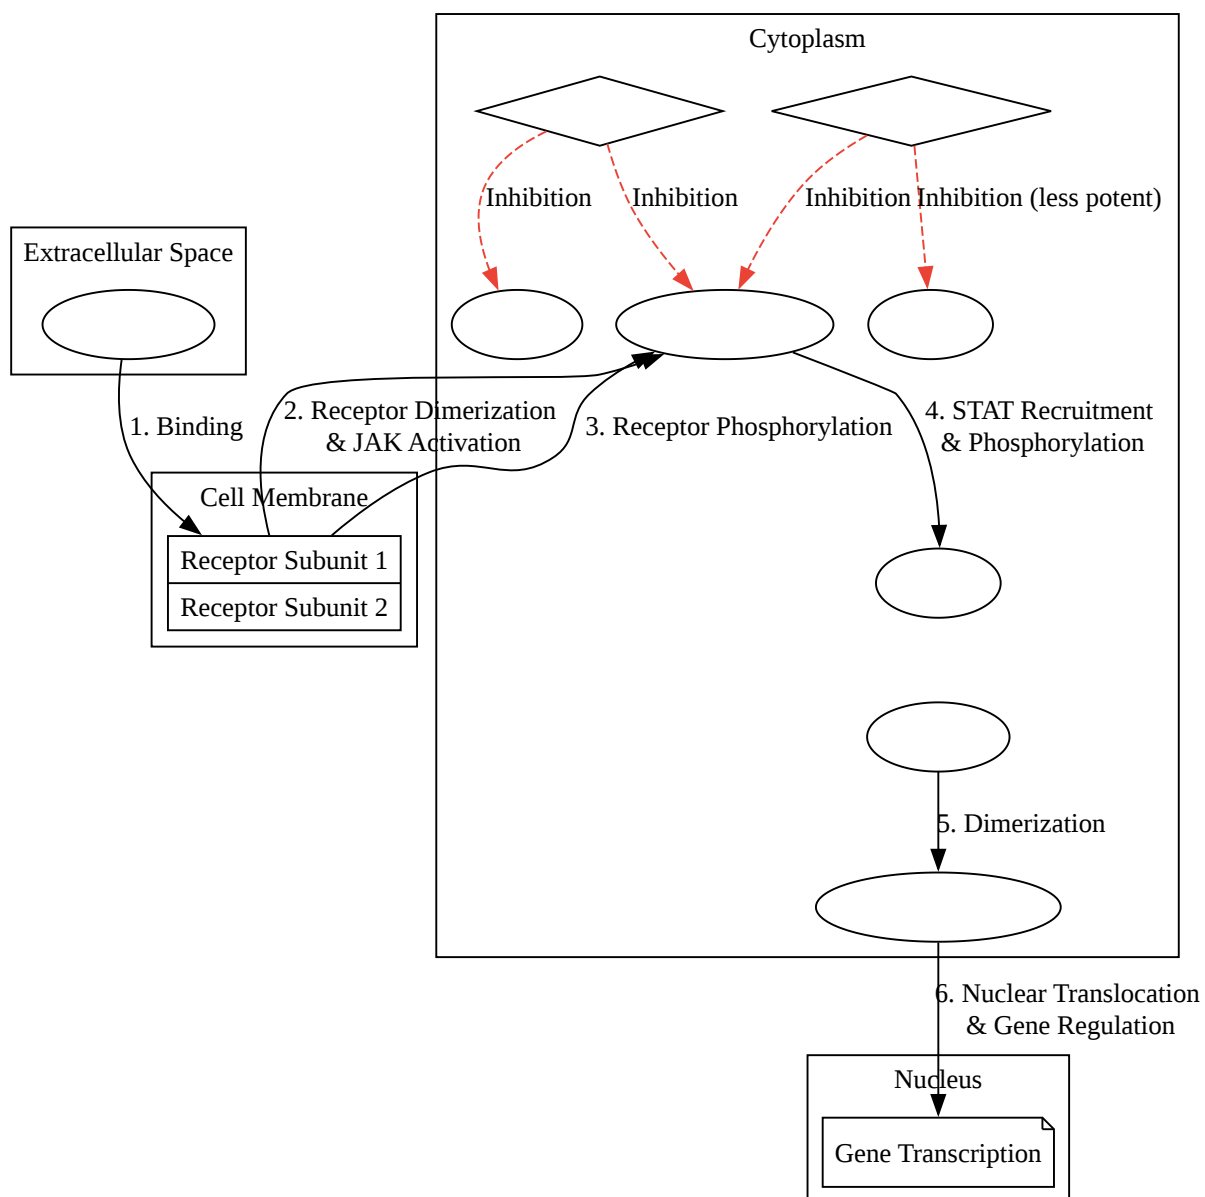 Cytoplasm
Inhibition
Inhibition
Inhibition
Inhibition (less potent)
Extracellular Space
1. Binding
2. Receptor Dimerization
& JAK Activation
3. Receptor Phosphorylation
4. STAT Recruitment
& Phosphorylation
Cell Membrane
Receptor Subunit 1
Receptor Subunit 2
5. Dimerization
6. Nuclear Translocation
& Gene Regulation
Nucleus
Gene Transcription